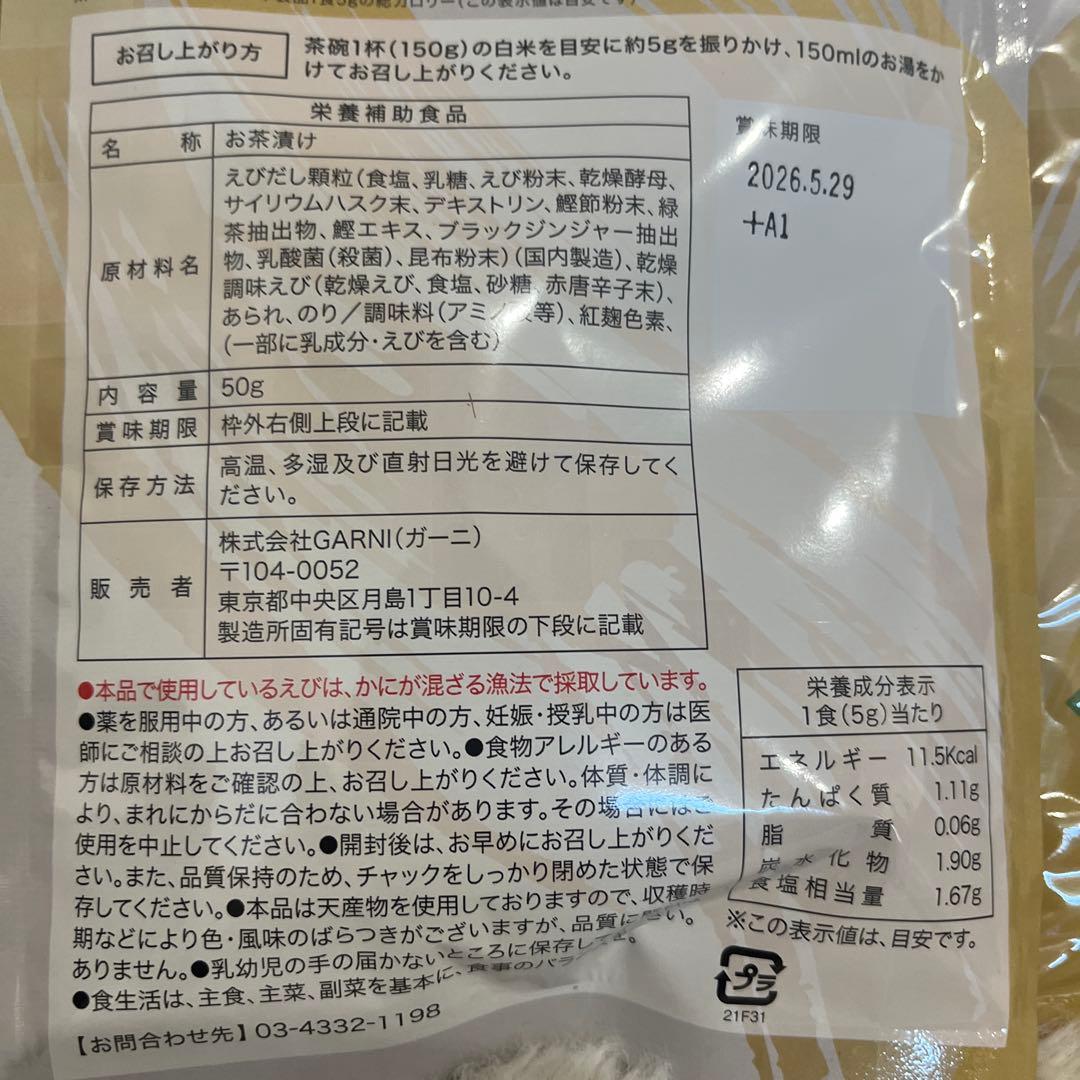 製品1食5gの総カロリー(この表示値は目安です)
お召し上がり方
茶碗1杯(150g)の白米を目安に約5gを振りかけ、150mlのお湯をか
けてお召し上がりください。
栄養補助食品
名称 お茶漬け
原材料名
えびだし顆粒(食塩、乳糖、えび粉末、乾燥酵母、
サイリウムハスク末、デキストリン、鰹節粉末、緑
茶抽出物、鰹エキス、ブラックジンジャー抽出
物、乳酸菌(殺菌)、昆布粉末)(国内製造)、乾燥
調味えび(乾燥えび、食塩、砂糖、赤唐辛子末)、
あられ、のり/調味料(アミノ酸等)、紅麹色素、
(一部に乳成分・えびを含む)
内容量 50g
賞味期限 枠外右側上段に記載
保存方法
高温、多湿及び直射日光を避けて保存してく
ださい。
販売者
株式会社GARNI(ガーニ)
〒104-0052
東京都中央区月島1丁目10-4
製造所固有記号は賞味期限の下段に記載
賞味期限
2026.5.29
+A1
●本品で使用しているえびは、かにが混ざる漁法で採取しています。
●薬を服用中の方、あるいは通院中の方、妊娠・授乳中の方は医
師にご相談の上お召し上がりください。●食物アレルギーのある
方は原材料をご確認の上、お召し上がりください。体質・体調に
より、まれにからだに合わない場合があります。その場合にはご
使用を中止してください。●開封後は、お早めにお召し上がりくだ
さい。また、品質保持のため、チャックをしっかり閉めた状態で保
存してください。●本品は天産物を使用しておりますので、収穫時
期などにより色・風味のばらつきがございますが、品質に問い。
ありません。●乳幼児の手の届かないところに保存して
●食生活は、主食、主菜、副菜を基本に、食事のバラ
【お問合わせ先】03-4332-1198
栄養成分表示
1食(5g)当たり
エネルギー 11.5Kcal
たんぱく質 1.11g
脂質 0.06g
炭水化物 1.90g
食塩相当量 1.67g
※この表示値は、目安です。
プラ
21F31